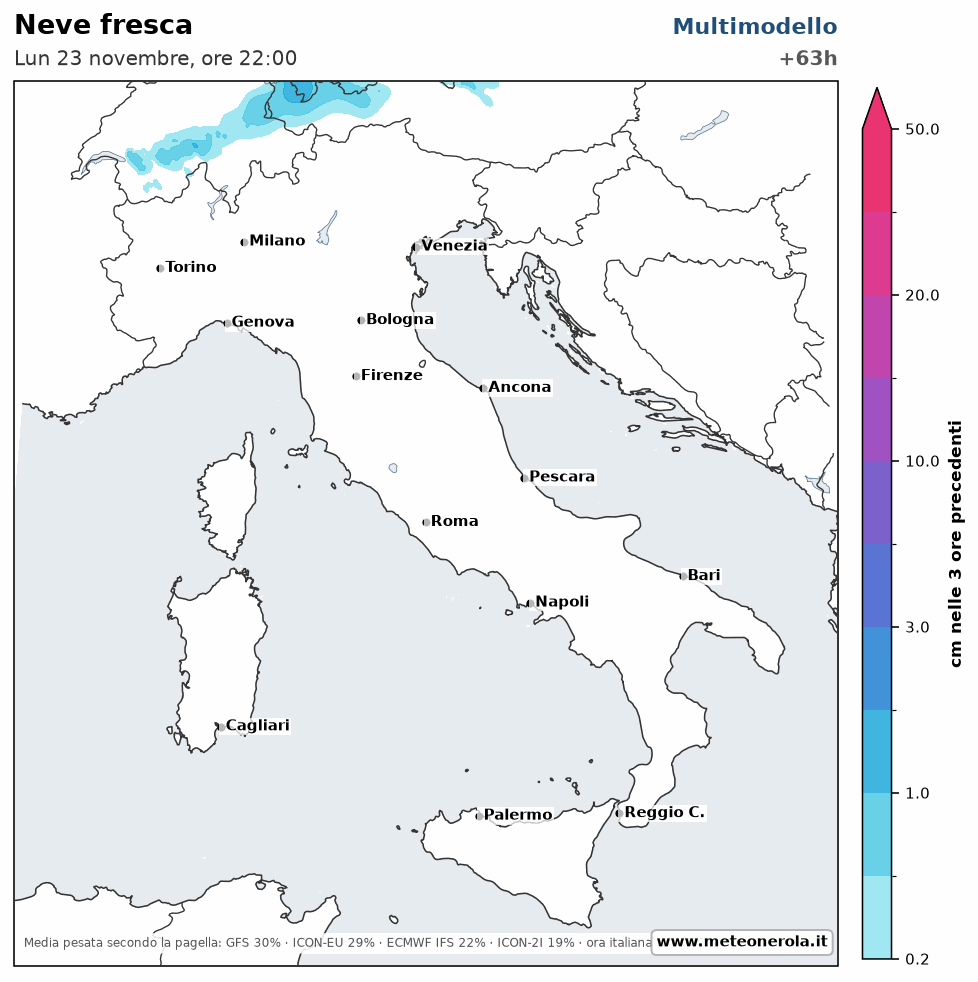 Neve fresca
Multimodello
Lun 23 novembre, ore 22:00
+63h
50.0
20.0
10.0
3.0
1.0
0.2
cm nelle 3 ore precedenti
Milano
Venezia
Torino
Genova
Bologna
Firenze
Ancona
Pescara
Roma
Bari
Napoli
Cagliari
Palermo
Reggio C.
Media pesata secondo la pagella: GFS 30% · ICON-EU 29% · ECMWF IFS 22% · ICON-2I 19% · ora italiana
www.meteonerola.it